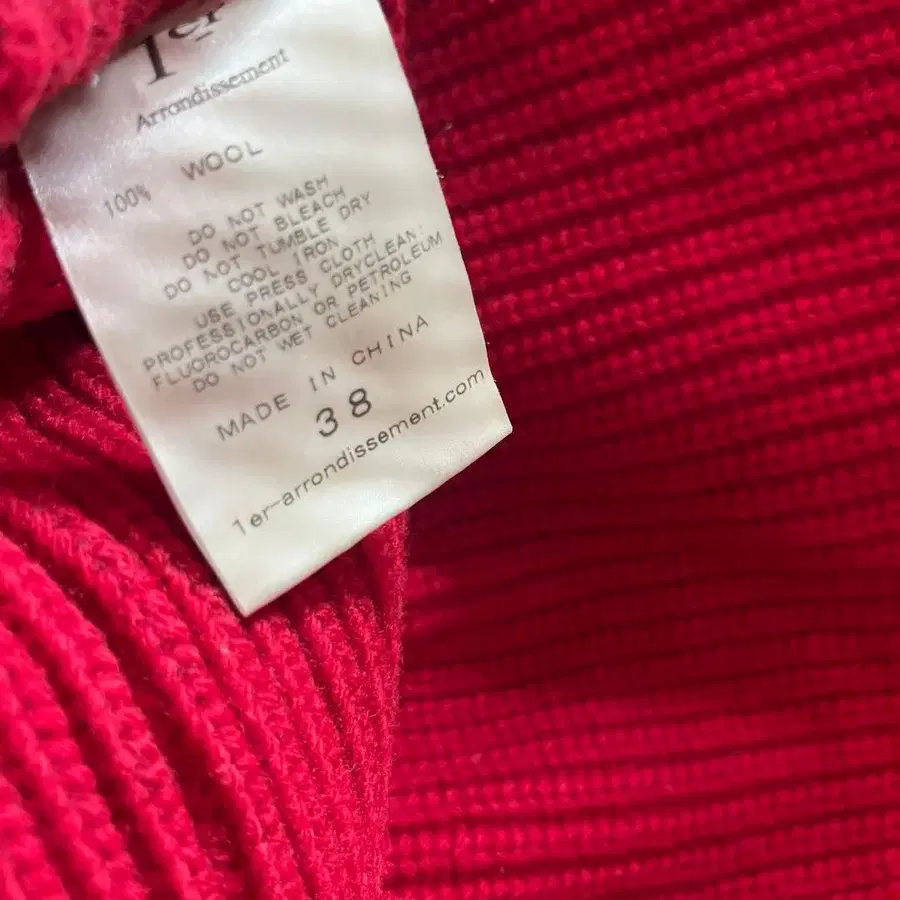 1er
Arrondissement
100% WOOL
DO NOT WASH
DO NOT BLEACH
DO NOT TUMBLE DRY
COOL IRON
USE PRESS CLOTH
PROFESSIONALLY DRYCLEAN:
FLUOROCARBON OR PETROLEUM
DO NOT WET CLEANING
MADE IN CHINA
38
1er-arrondissement.com